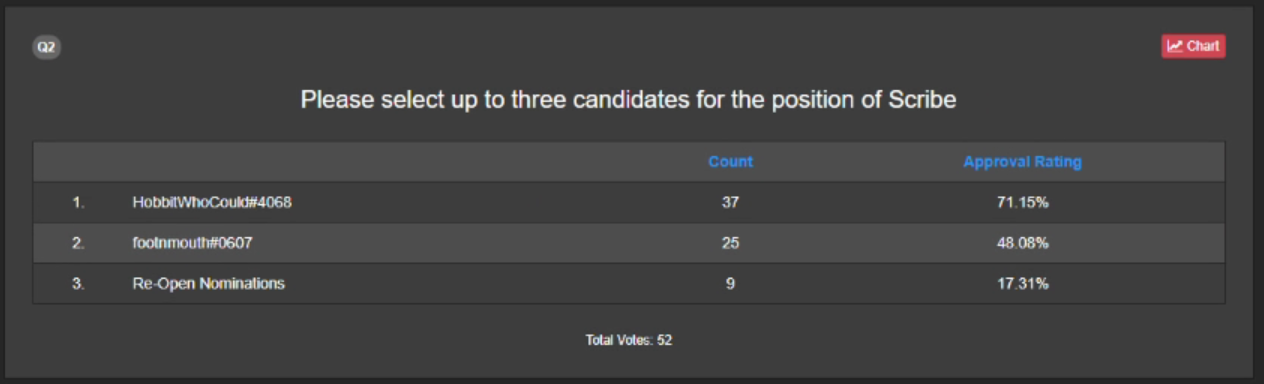 Q2
Chart
Please select up to three candidates for the position of Scribe
Count Approval Rating
1. HobbitWhoCould#4068 37 71.15%
2. footnmouth#0607 25 48.08%
3. Re-Open Nominations 9 17.31%
Total Votes: 52